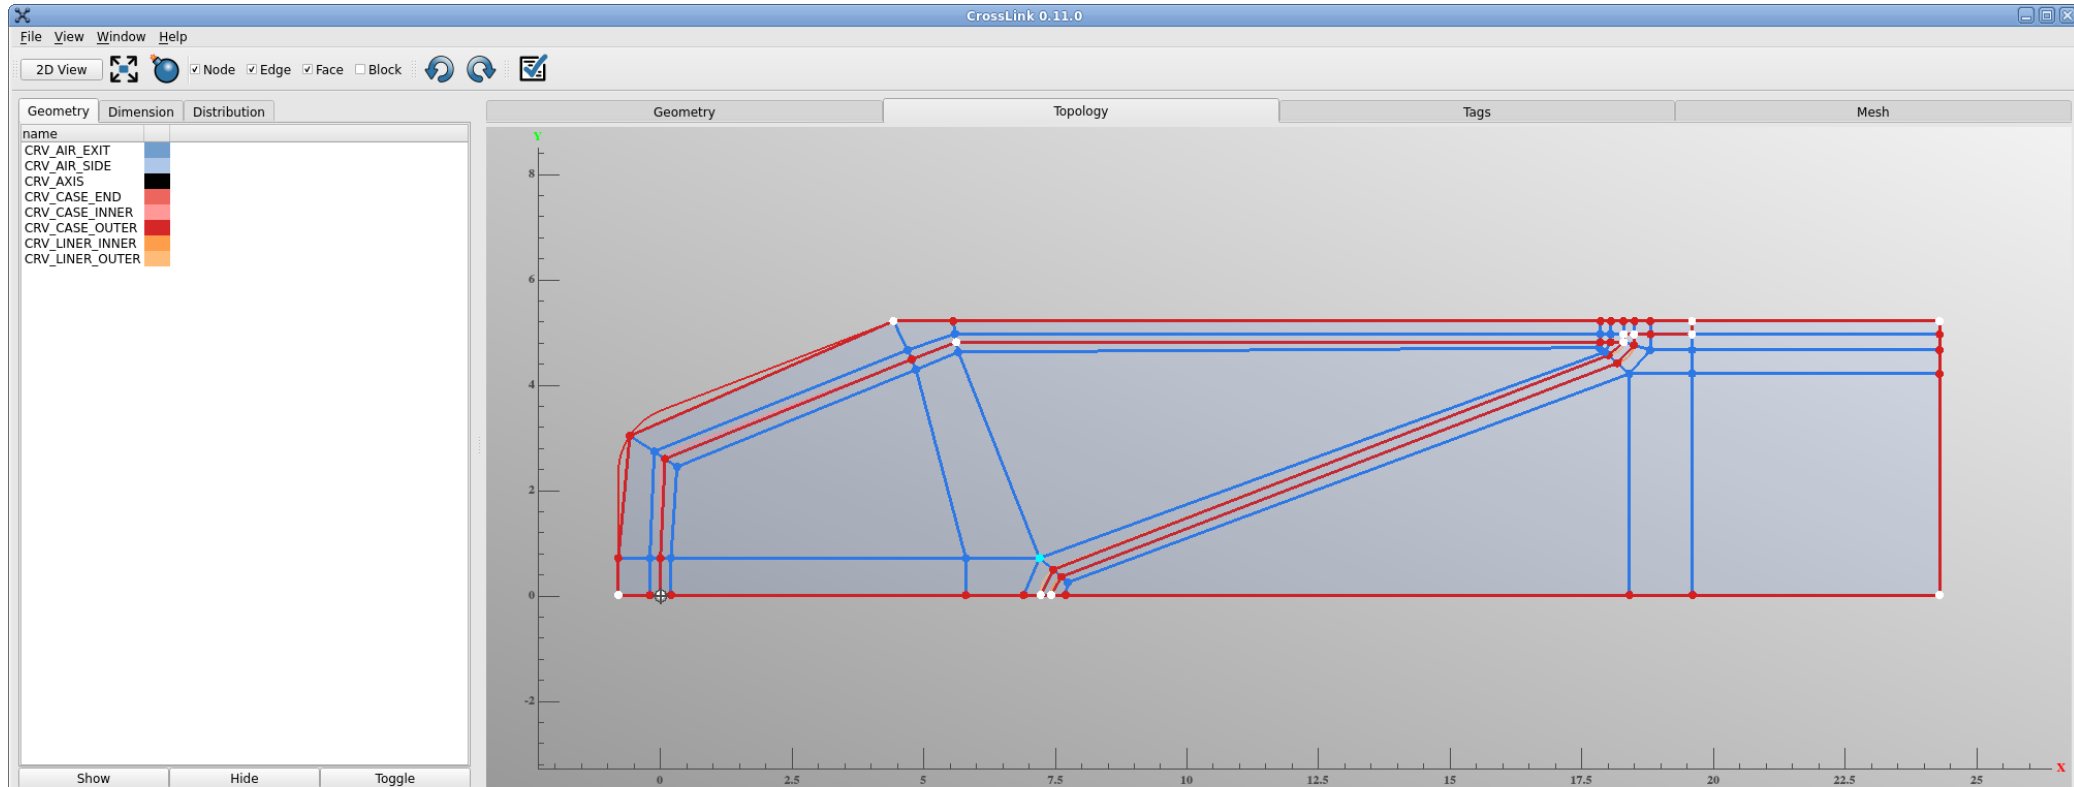 CrossLink 0.11.0
File View Window Help
2D View Node Edge Face Block
Geometry Dimension Distribution
Geometry Topology Tags Mesh
name
CRV_AIR_EXIT
CRV_AIR_SIDE
CRV_AXIS
CRV_CASE_END
CRV_CASE_INNER
CRV_CASE_OUTER
CRV_LINER_INNER
CRV_LINER_OUTER
Show Hide Toggle
Y
8
6
4
2
0
-2
0 2.5 5 7.5 10 12.5 15 17.5 20 22.5 25 X